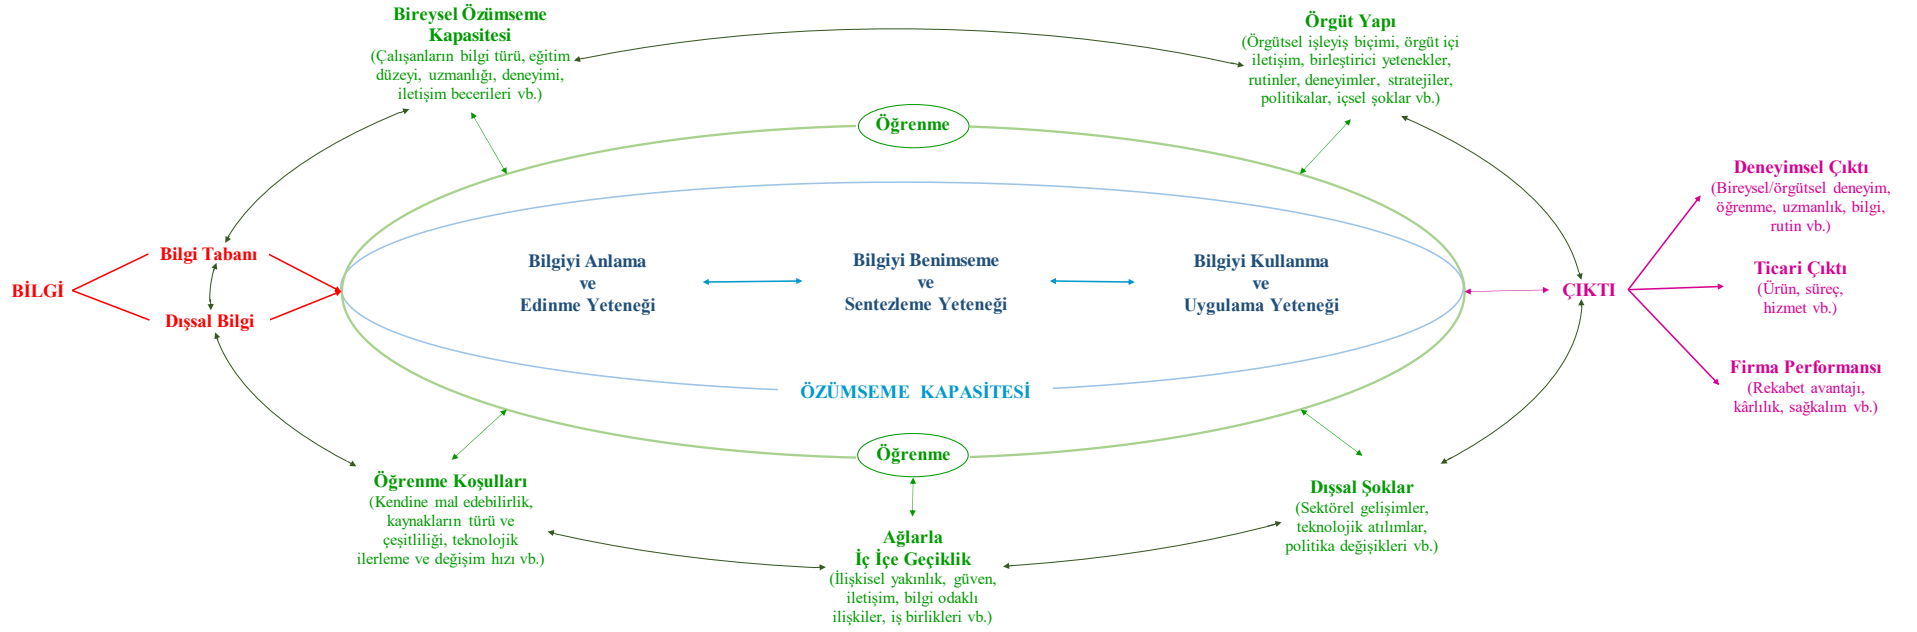 Bireysel Özümseme
Kapasitesi
(Çalışanların bilgi türü, eğitim
düzeyi, uzmanlığı, deneyimi,
iletişim becerileri vb.)
Örgüt Yapı
(Örgütsel işleyiş biçimi, örgüt içi
iletişim, birleştirici yetenekler,
rutinler, deneyimler, stratejiler,
politikalar, içsel şoklar vb.)
Öğrenme
BİLGİ
Bilgi Tabanı
Dışsal Bilgi
Bilgiyi Anlama
ve
Edinme Yeteneği
Bilgiyi Benimseme
ve
Sentezleme Yeteneği
Bilgiyi Kullanma
ve
Uygulama Yeteneği
ÖZÜMSEME KAPASİTESİ
ÇIKTI
Deneyimsel Çıktı
(Bireysel/örgütsel deneyim,
öğrenme, uzmanlık, bilgi,
rutin vb.)
Ticari Çıktı
(Ürün, süreç,
hizmet vb.)
Firma Performansı
(Rekabet avantajı,
kârlılık, sağkalım vb.)
Öğrenme
Öğrenme Koşulları
(Kendine mal edebilirlik,
kaynakların türü ve
çeşitliliği, teknolojik
ilerleme ve değişim hızı vb.)
Ağlarla
İç İçe Geçiklik
(İlişkisel yakınlık, güven,
iletişim, bilgi odaklı
ilişkiler, iş birlikleri vb.)
Dışsal Şoklar
(Sektörel gelişimler,
teknolojik atılımlar,
politika değişikleri vb.)